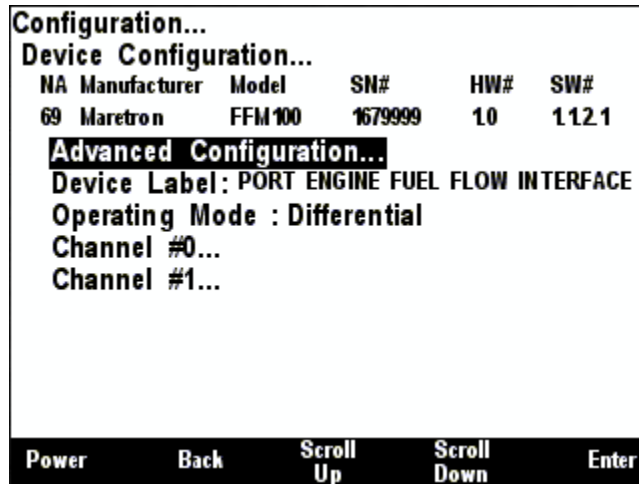 Configuration...
Device Configuration...
NA Manufacturer Model SN# HW# SW#
69 Maretron FFM100 1679999 1.0 1.1.2.1
Advanced Configuration...
Device Label: PORT ENGINE FUEL FLOW INTERFACE
Operating Mode : Differential
Channel #0...
Channel #1...
Power Back Scroll Up Scroll Down Enter